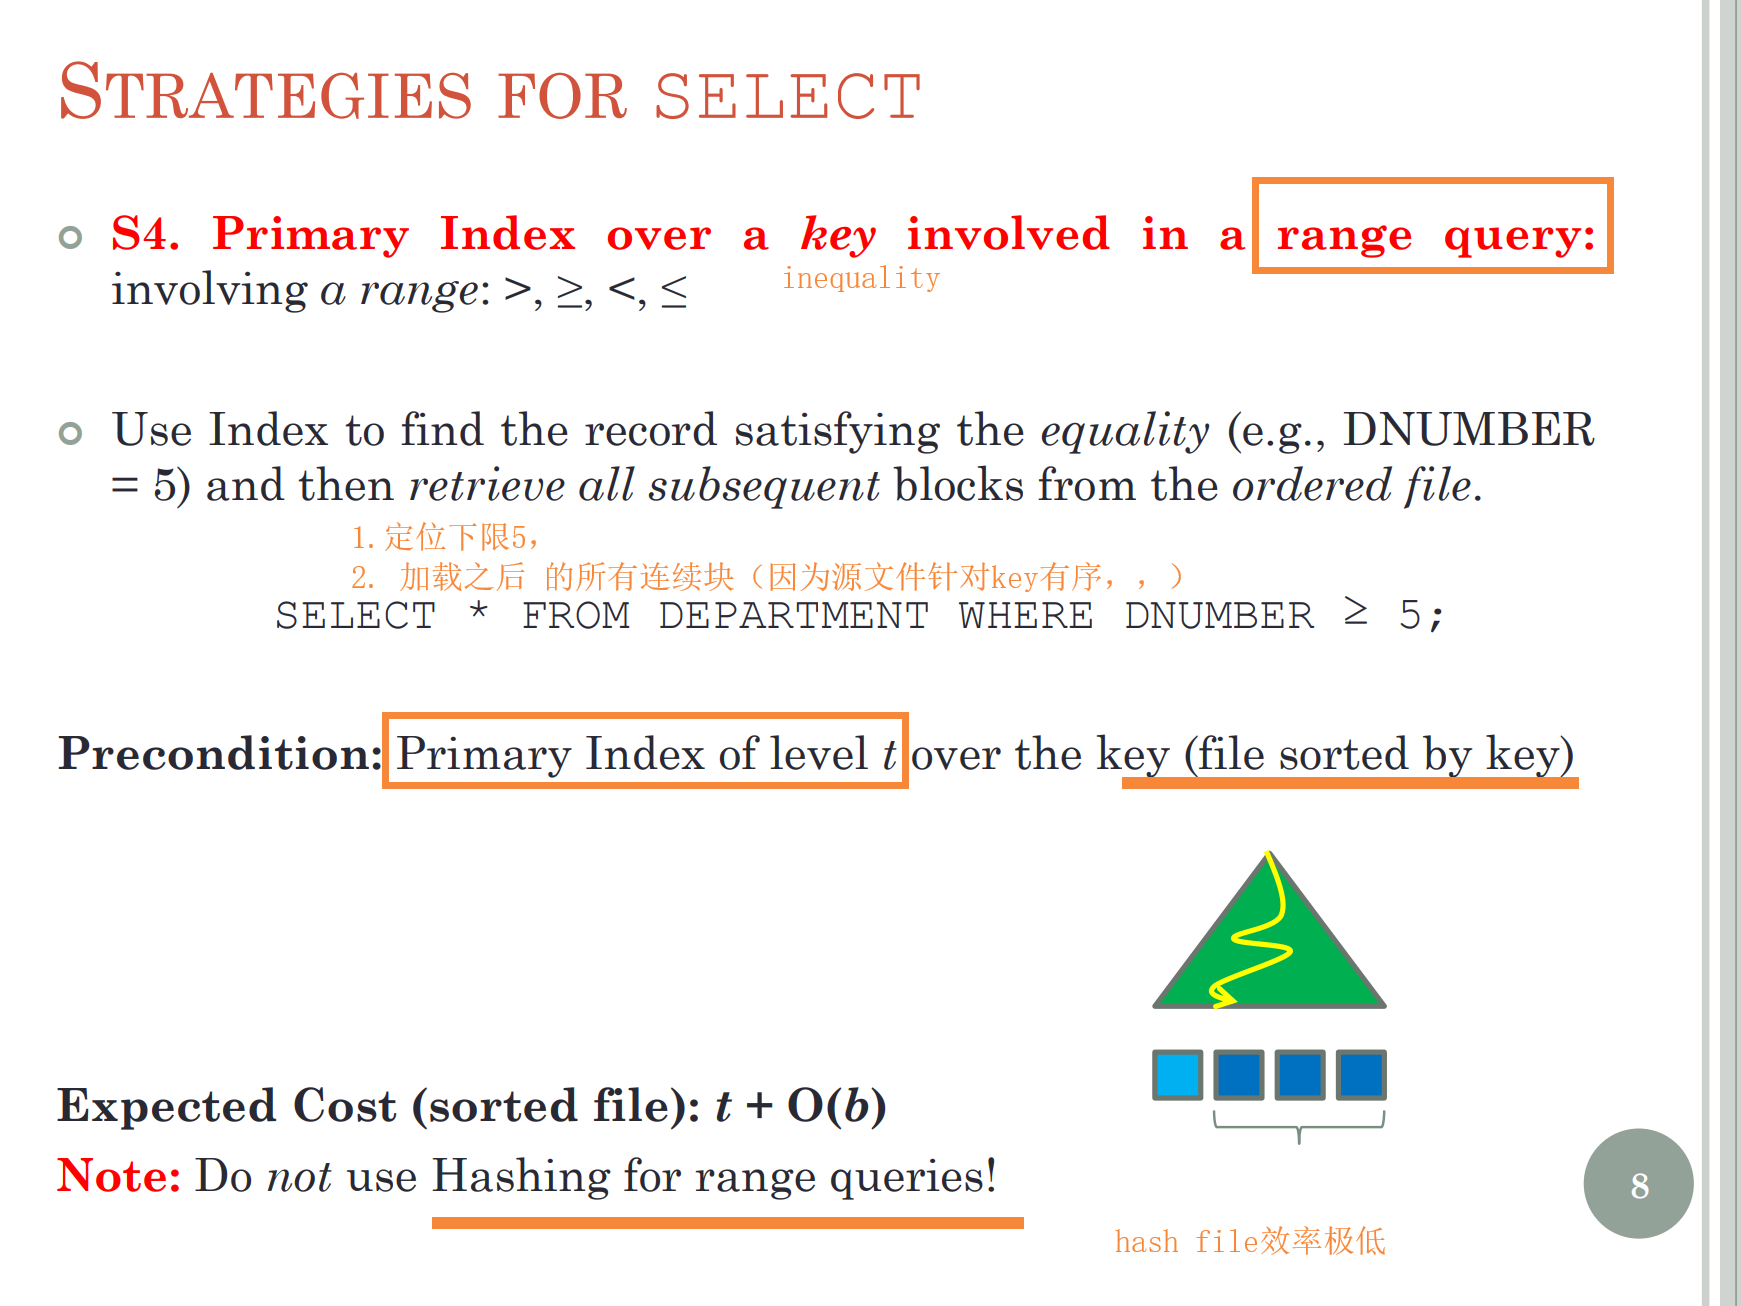 STRATEGIES FOR SELECT
S4. Primary Index over a key involved in a range query:
inequality
involving a range: >, ≥, <, ≤
Use Index to find the record satisfying the equality (e.g., DNUMBER
= 5) and then retrieve all subsequent blocks from the ordered file.
1.定位下限5，
2. 加载之后 的所有连续块（因为源文件针对key有序，，）
SELECT * FROM DEPARTMENT WHERE DNUMBER ≥ 5;
Precondition: Primary Index of level t over the key (file sorted by key)
Expected Cost (sorted file): t + O(b)
Note: Do not use Hashing for range queries!
8
hash file效率极低